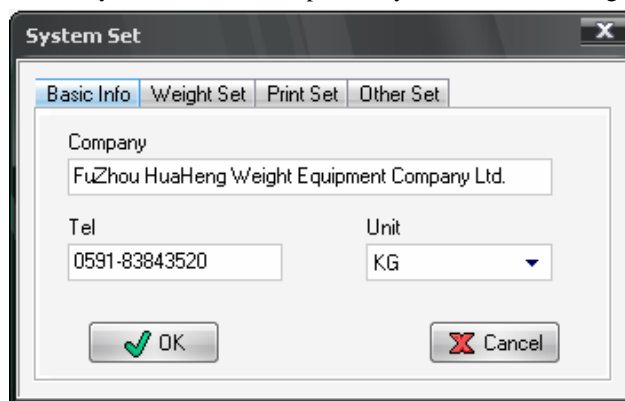 System Set
Basic Info Weight Set Print Set Other Set
Company
FuZhou HuaHeng Weight Equipment Company Ltd.
Tel Unit
0591-83843520 KG
OK Cancel